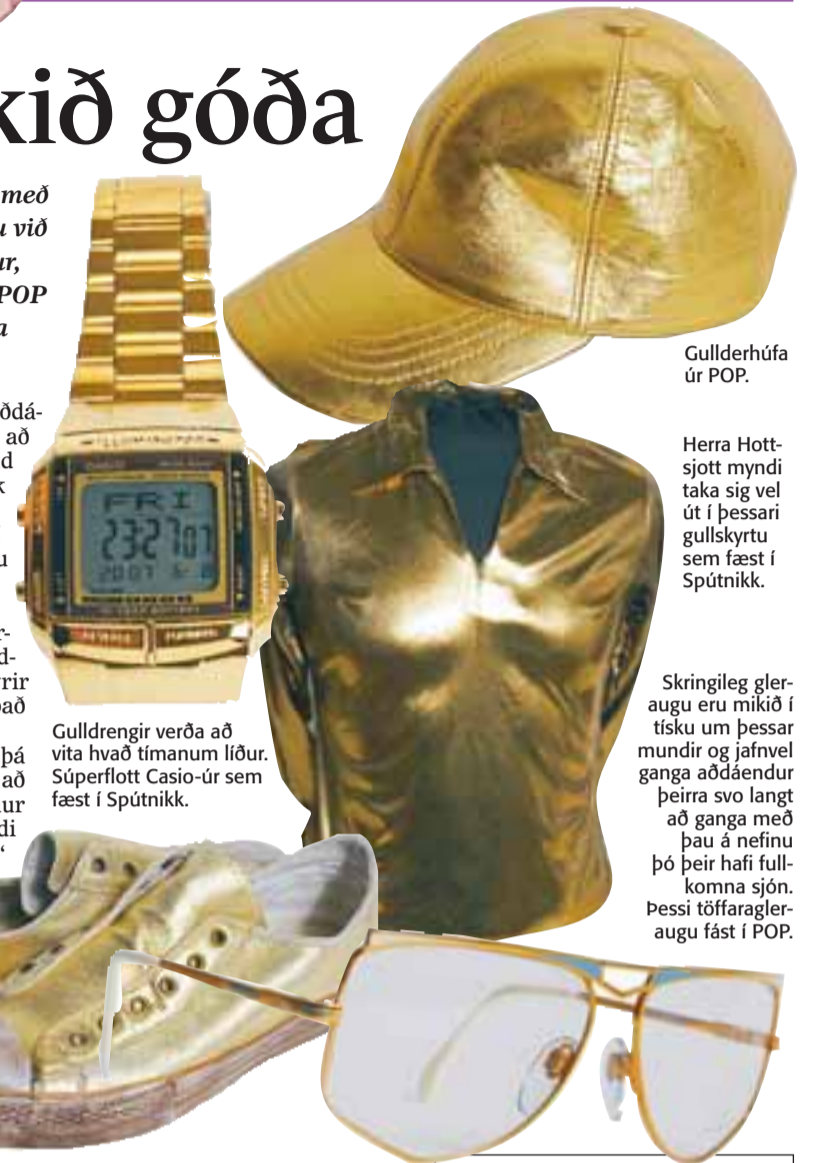 kið góða
með
u við
ur,
POP
a
ðdá-
að
d
k
u
r-
d-
rir
það
þá
að
ur
di
“
Gullderhúfa
úr POP.
Herra Hott-
sjott myndi
taka sig vel
út í þessari
gullskyrtu
sem fæst í
Spútnikk.
FRI
23:27 07
2007
Gulldrengir verða að
vita hvað tímanum líður.
Súperflott Casio-úr sem
fæst í Spútnikk.
Skringileg gler-
augu eru mikið í
tísku um þessar
mundir og jafnvel
ganga aðdáendur
þeirra svo langt
að ganga með
þau á nefinu
þó þeir hafi full-
komna sjón.
Þessi töffaragler-
augu fást í POP.